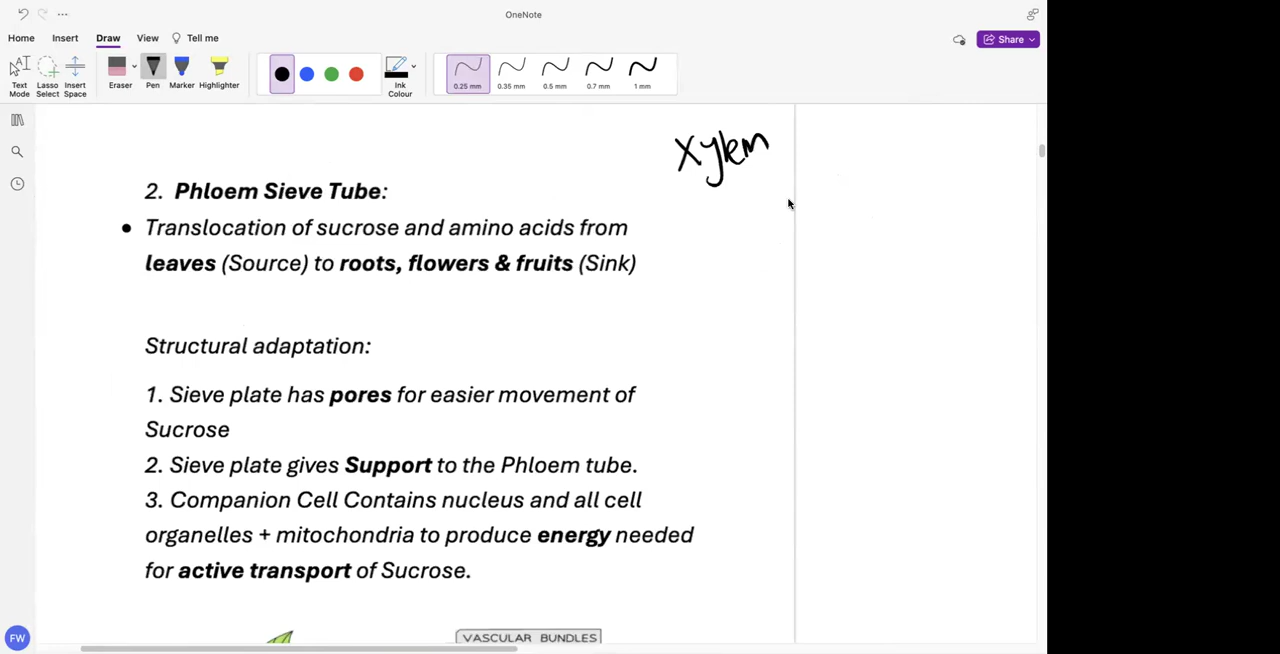 OneNote
Home Insert Draw View Tell me
Share
Text Mode
Lasso Select
Insert Space
Eraser
Pen
Marker
Highlighter
Ink Colour
0.25 mm
0.35 mm
0.5 mm
0.7 mm
1 mm
Xylem
2. Phloem Sieve Tube:
• Translocation of sucrose and amino acids from
leaves (Source) to roots, flowers & fruits (Sink)
Structural adaptation:
1. Sieve plate has pores for easier movement of
Sucrose
2. Sieve plate gives Support to the Phloem tube.
3. Companion Cell Contains nucleus and all cell
organelles + mitochondria to produce energy needed
for active transport of Sucrose.
VASCULAR BUNDLES
FW